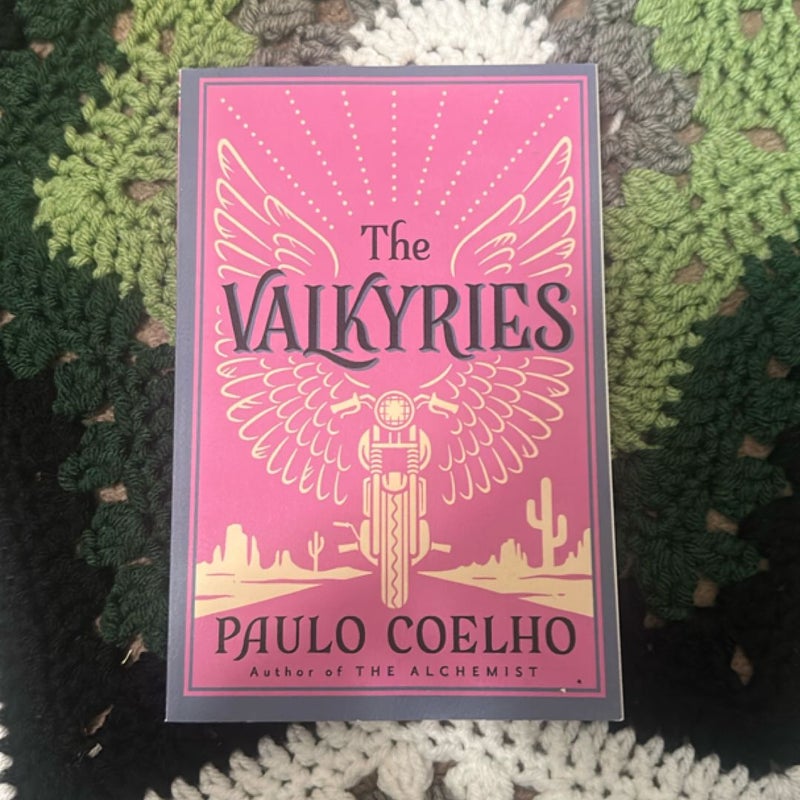 The
VALKYRIES
PAULO COELHO
Author of THE ALCHEMIST